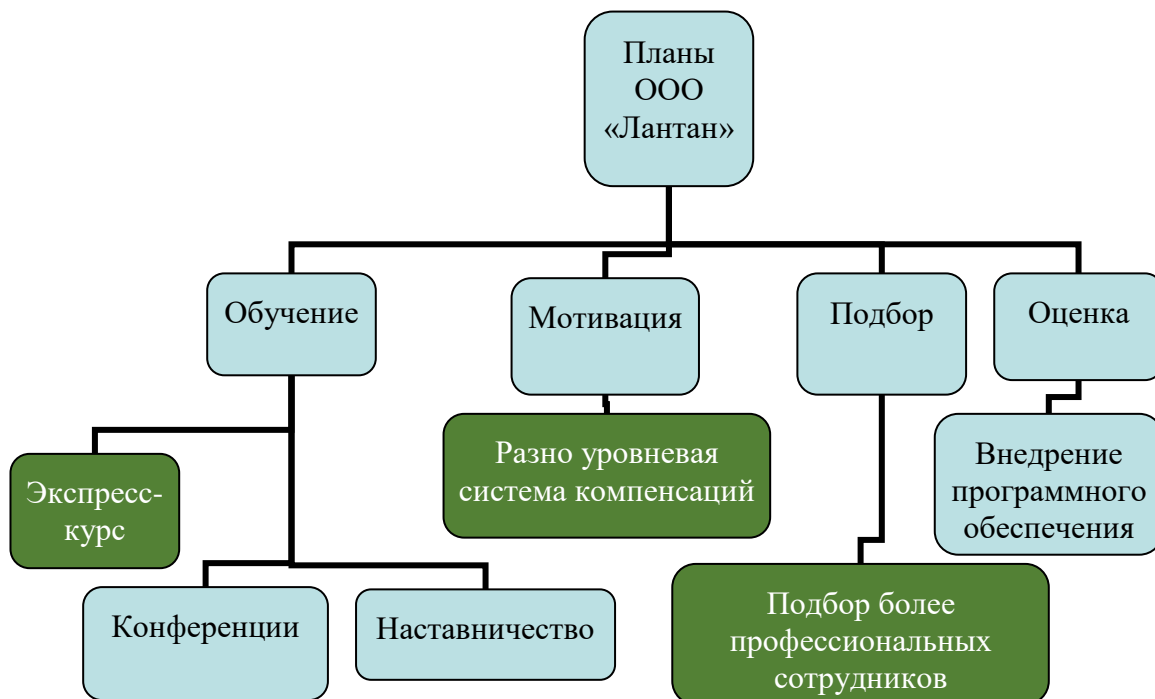 Планы
ООО
«Лантан»
Обучение
Мотивация
Подбор
Оценка
Экспресс-
курс
Разно уровневая
система компенсаций
Внедрение
программного
обеспечения
Конференции
Наставничество
Подбор более
профессиональных
сотрудников